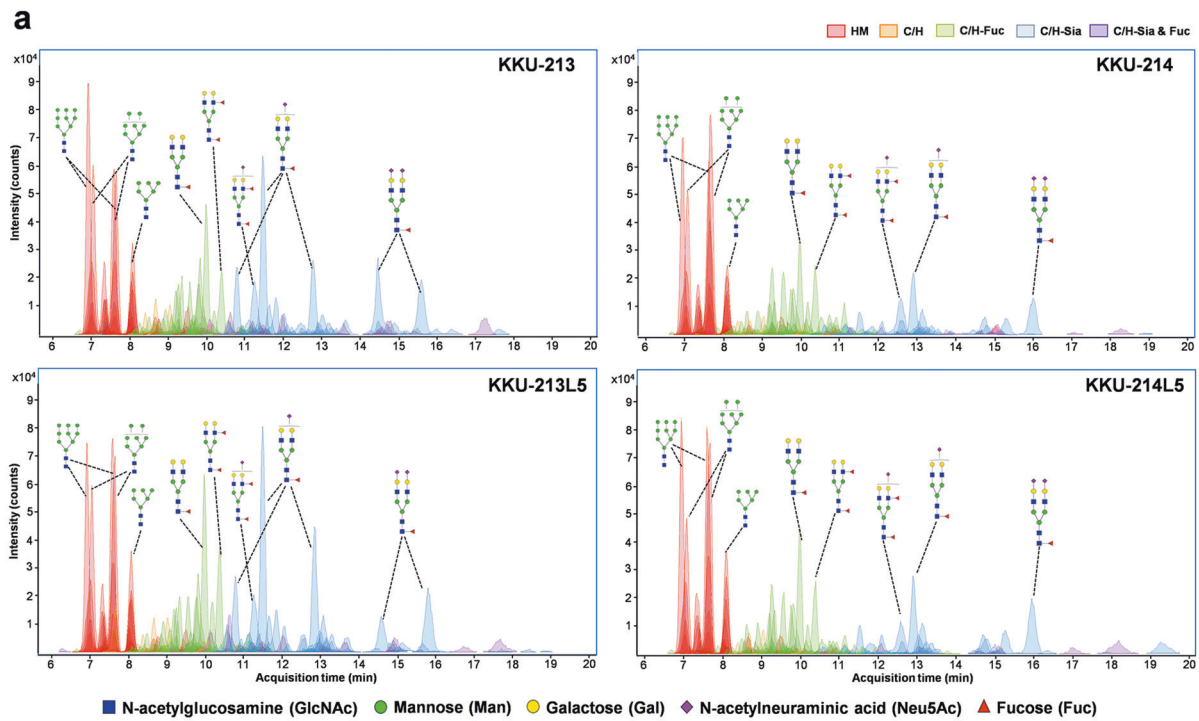 a
HM C/H C/H-Fuc C/H-Sia C/H-Sia & Fuc
x10⁴
KKU-213
9
8
7
6
5
4
3
2
1
Intensity (counts)
6 7 8 9 10 11 12 13 14 15 16 17 18 19 20
x10⁴
KKU-214
9
8
7
6
5
4
3
2
1
6 7 8 9 10 11 12 13 14 15 16 17 18 19 20
x10⁴
KKU-213L5
9
8
7
6
5
4
3
2
1
Intensity (counts)
6 7 8 9 10 11 12 13 14 15 16 17 18 19 20
Acquisition time (min)
x10⁴
KKU-214L5
9
8
7
6
5
4
3
2
1
6 7 8 9 10 11 12 13 14 15 16 17 18 19 20
Acquisition time (min)
N-acetylglucosamine (GlcNAc) Mannose (Man) Galactose (Gal) N-acetylneuraminic acid (Neu5Ac) Fucose (Fuc)